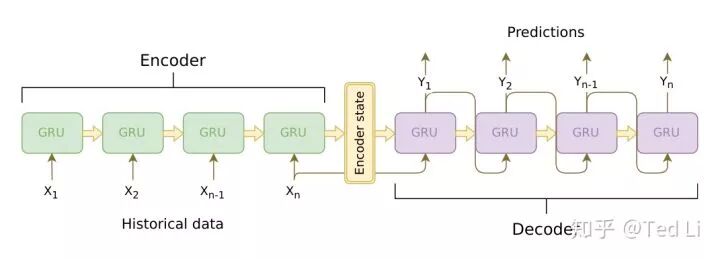 Predictions
Encoder
Y1 Y2 Yn-1 Yn
GRU GRU GRU GRU Encoder state GRU GRU GRU GRU
X1 X2 Xn-1 Xn
Historical data
Decoder
知乎 @Ted Li